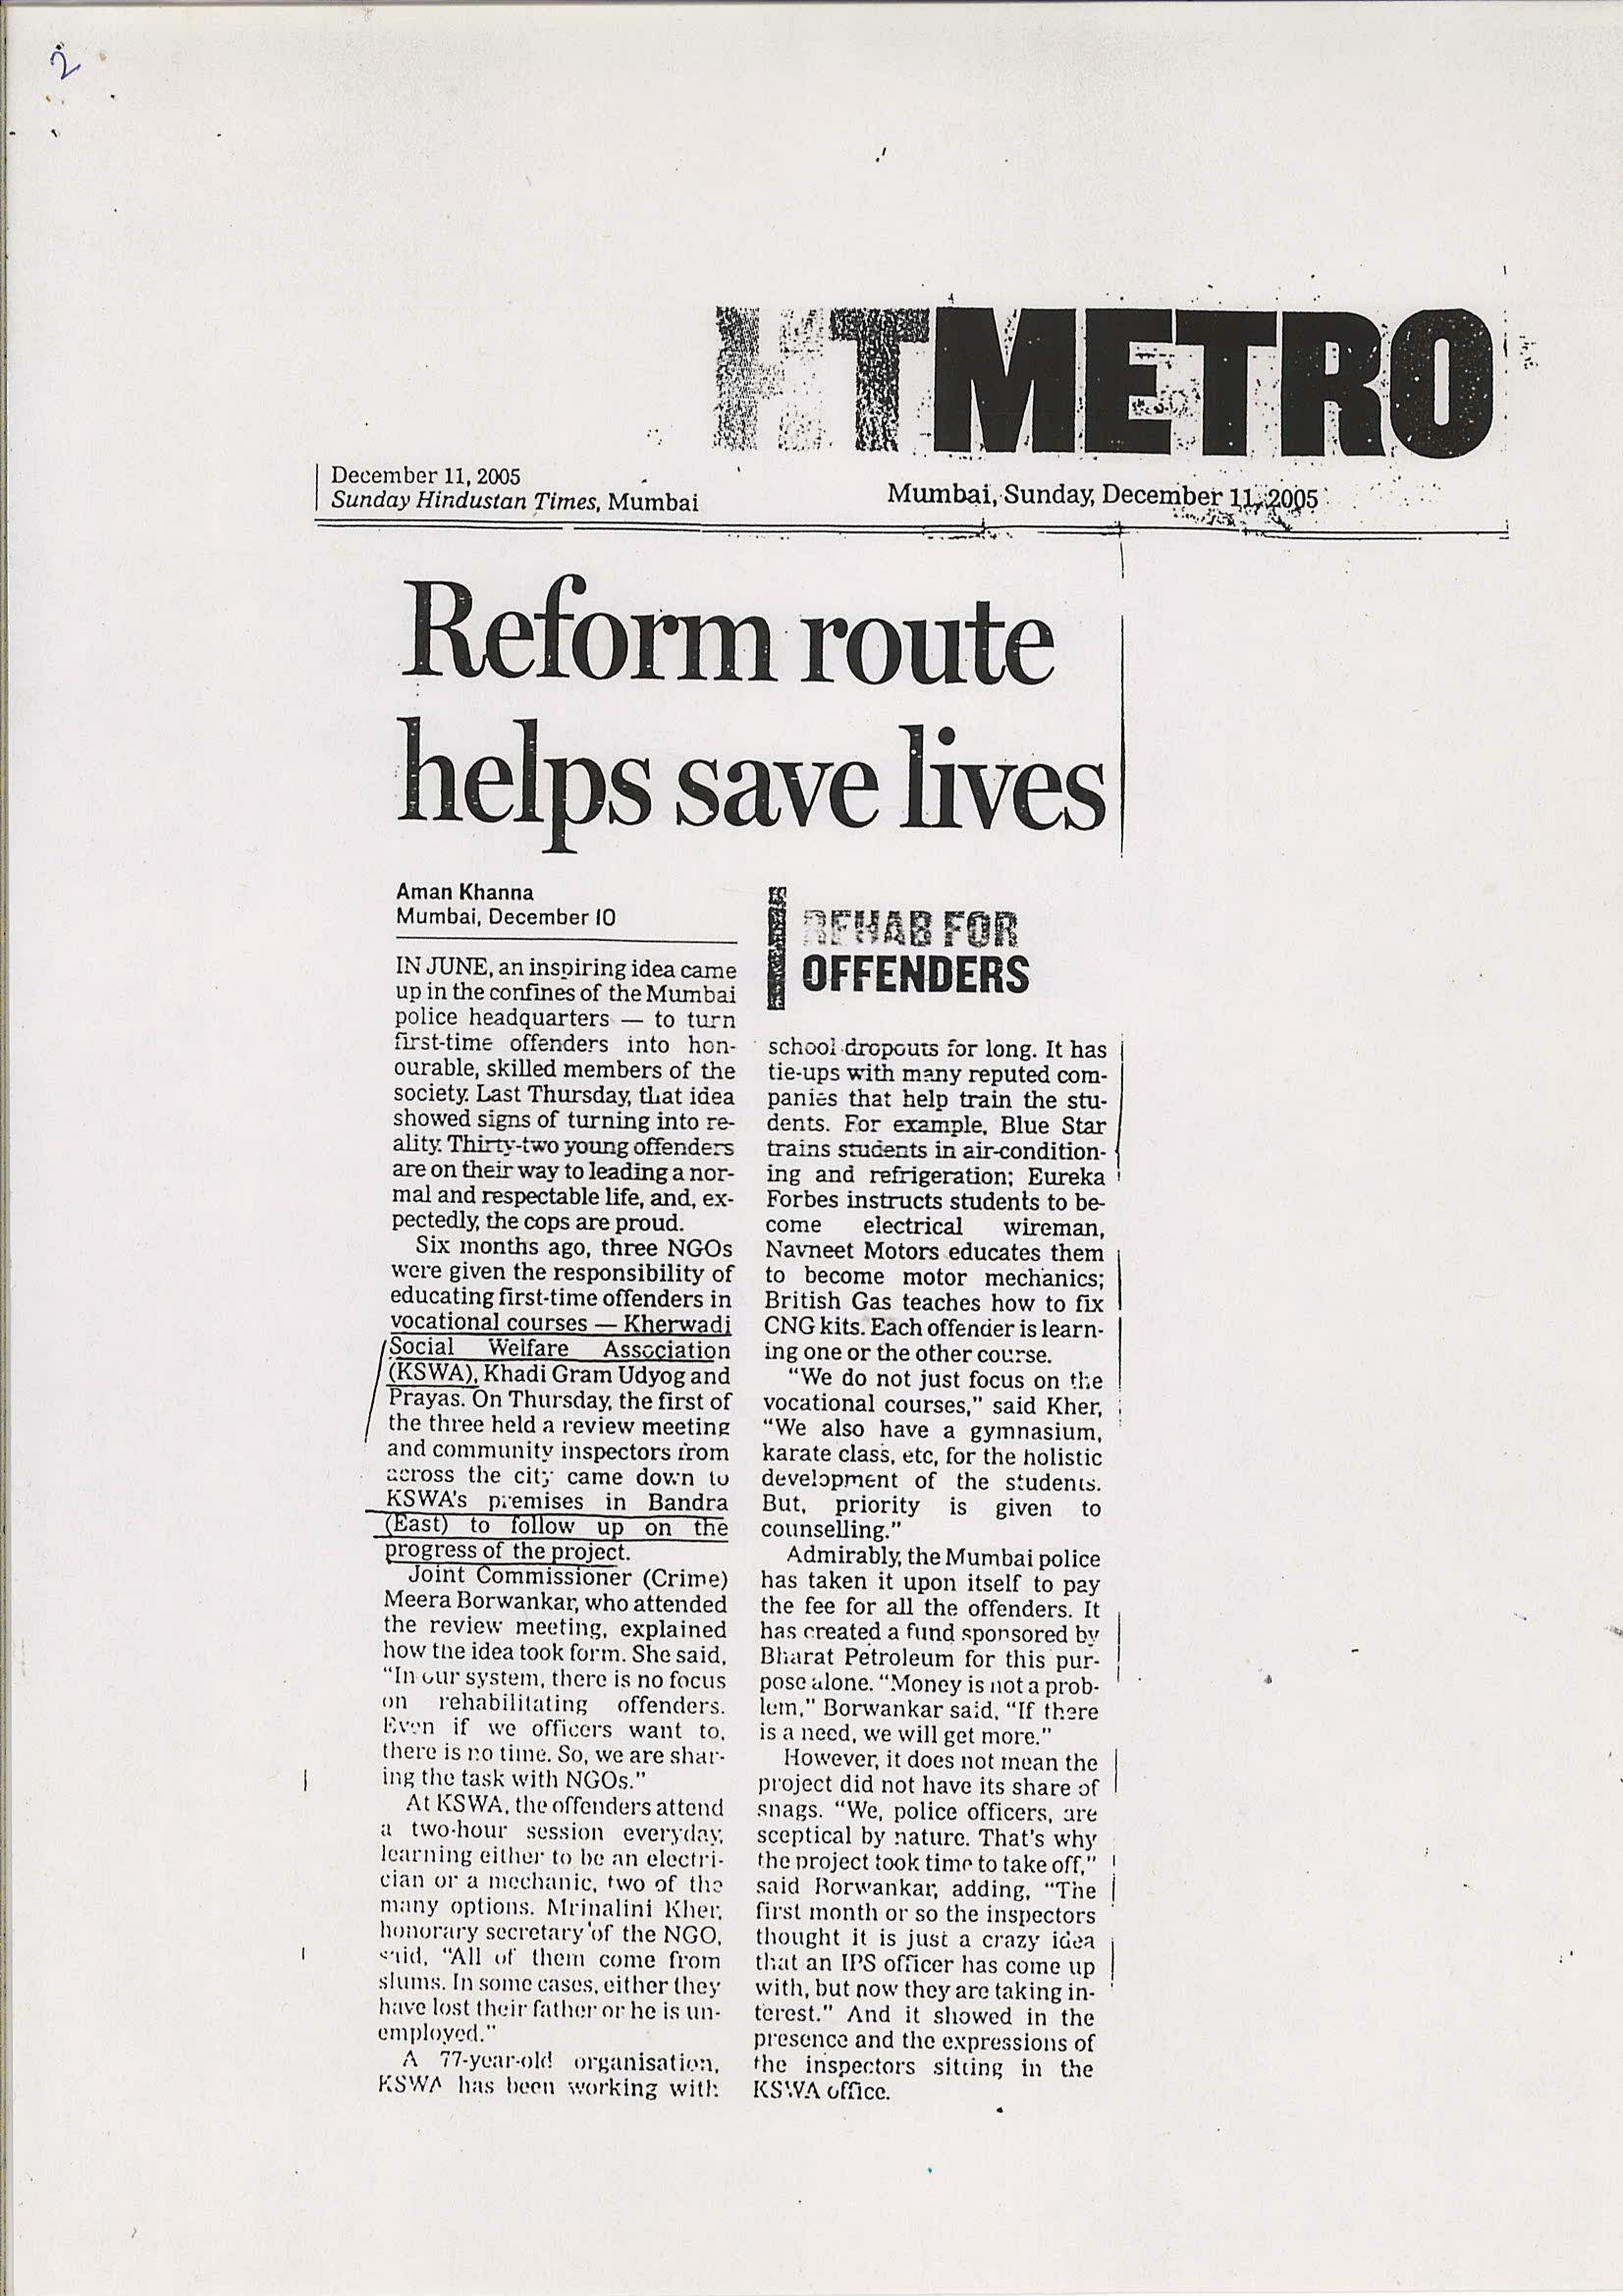 2
HTMETRO
December 11, 2005
Sunday Hindustan Times, Mumbai
Mumbai, Sunday, December 11, 2005
Reform route
helps save lives
Aman Khanna
Mumbai, December 10
IN JUNE, an inspiring idea came
up in the confines of the Mumbai
police headquarters — to turn
first-time offenders into hon-
ourable, skilled members of the
society. Last Thursday, that idea
showed signs of turning into re-
ality. Thirty-two young offenders
are on their way to leading a nor-
mal and respectable life, and, ex-
pectedly, the cops are proud.
Six months ago, three NGOs
were given the responsibility of
educating first-time offenders in
vocational courses — Kherwadi
Social Welfare Association
(KSWA), Khadi Gram Udyog and
Prayas. On Thursday, the first of
the three held a review meeting
and community inspectors from
across the city came down to
KSWA's premises in Bandra
(East) to follow up on the
progress of the project.
Joint Commissioner (Crime)
Meera Borwankar, who attended
the review meeting, explained
how the idea took form. She said,
“In our system, there is no focus
on rehabilitating offenders.
Even if we officers want to,
there is no time. So, we are shar-
ing the task with NGOs.”
At KSWA, the offenders attend
a two-hour session everyday,
learning either to be an electri-
cian or a mechanic, two of the
many options. Mrinalini Kher,
honorary secretary of the NGO,
said, “All of them come from
slums. In some cases, either they
have lost their father or he is un-
employed.”
A 77-year-old organisation,
KSWA has been working with
REHAB FOR
OFFENDERS
school dropouts for long. It has
tie-ups with many reputed com-
panies that help train the stu-
dents. For example, Blue Star
trains students in air-condition-
ing and refrigeration; Eureka
Forbes instructs students to be-
come electrical wireman,
Navneet Motors educates them
to become motor mechanics;
British Gas teaches how to fix
CNG kits. Each offender is learn-
ing one or the other course.
“We do not just focus on the
vocational courses,” said Kher,
“We also have a gymnasium,
karate class, etc, for the holistic
development of the students.
But, priority is given to
counselling.”
Admirably, the Mumbai police
has taken it upon itself to pay
the fee for all the offenders. It
has created a fund sponsored by
Bharat Petroleum for this pur-
pose alone. “Money is not a prob-
lem,” Borwankar said, “If there
is a need, we will get more.”
However, it does not mean the
project did not have its share of
snags. “We, police officers, are
sceptical by nature. That's why
the project took time to take off,”
said Borwankar, adding, “The
first month or so the inspectors
thought it is just a crazy idea
that an IPS officer has come up
with, but now they are taking in-
terest.” And it showed in the
presence and the expressions of
the inspectors sitting in the
KSWA office.